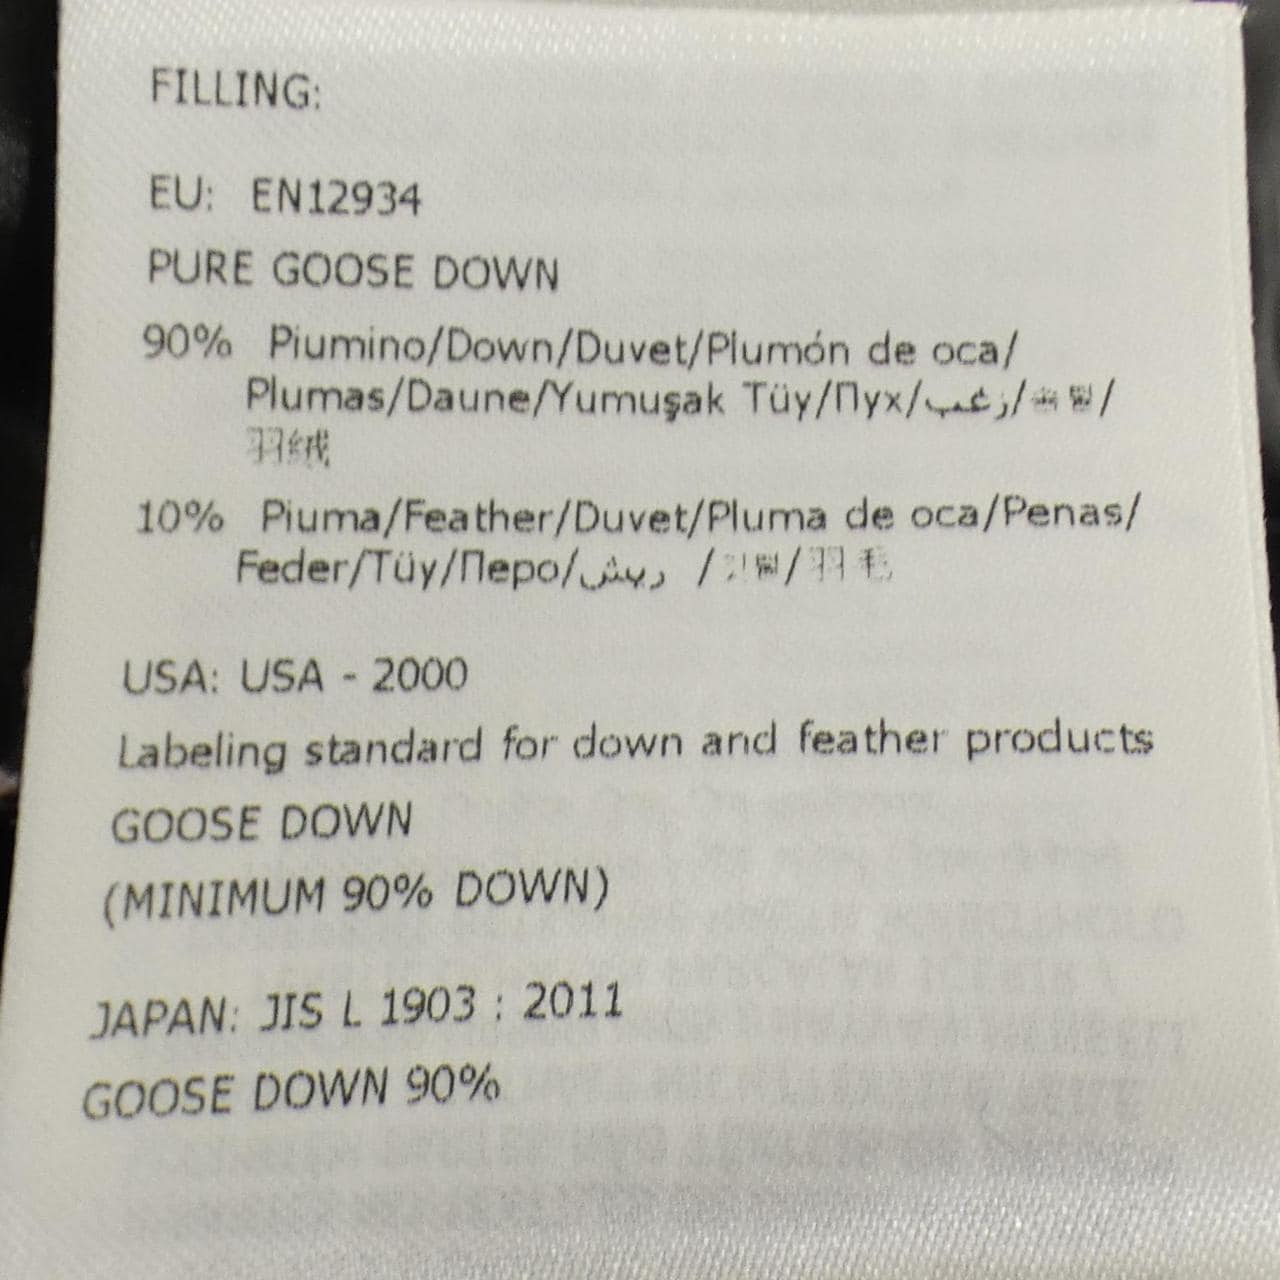 FILLING:
EU: EN12934
PURE GOOSE DOWN
90% Piumino/Down/Duvet/Plumón de oca/
Plumas/Daune/Yumuşak Tüy/Пух/زغب/
羽绒
10% Piuma/Feather/Duvet/Pluma de oca/Penas/
Feder/Tüy/Перо/ريش / /羽毛
USA: USA - 2000
Labeling standard for down and feather products
GOOSE DOWN
(MINIMUM 90% DOWN)
JAPAN: JIS L 1903 : 2011
GOOSE DOWN 90%